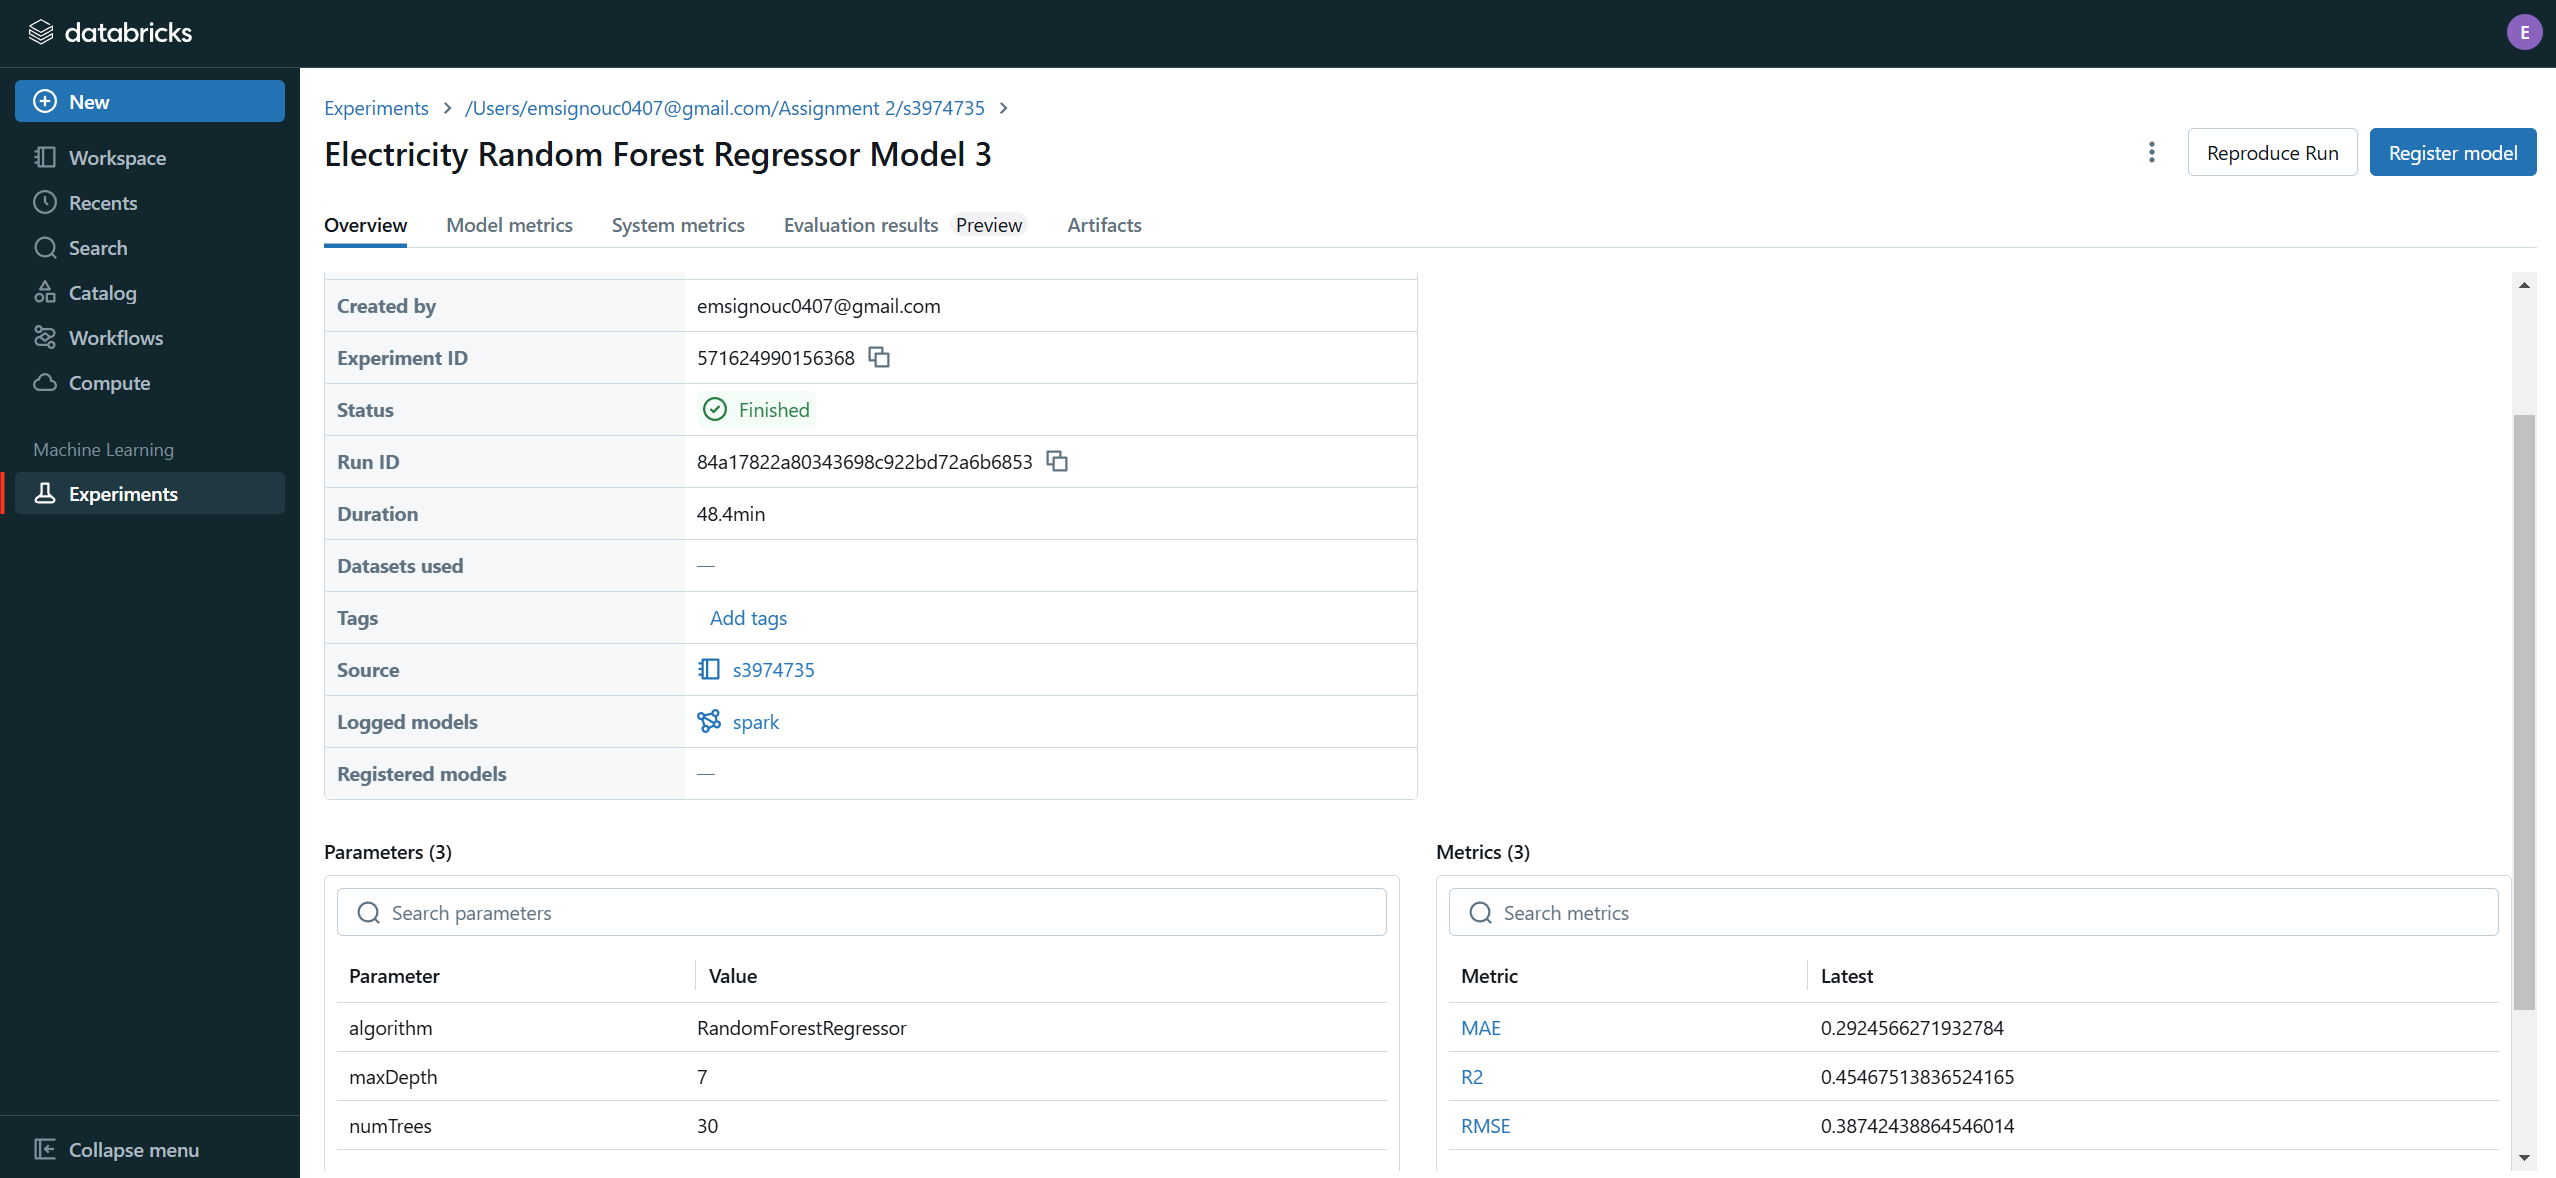 databricks
E
New
Workspace
Recents
Search
Catalog
Workflows
Compute
Machine Learning
Experiments
Collapse menu
Experiments > /Users/emsignouc0407@gmail.com/Assignment 2/s3974735 >
Electricity Random Forest Regressor Model 3
Reproduce Run
Register model
Overview Model metrics System metrics Evaluation results Preview Artifacts
Created by emsignouc0407@gmail.com
Experiment ID 571624990156368
Status Finished
Run ID 84a17822a80343698c922bd72a6b6853
Duration 48.4min
Datasets used —
Tags Add tags
Source s3974735
Logged models spark
Registered models —
Parameters (3)
Search parameters
Parameter Value
algorithm RandomForestRegressor
maxDepth 7
numTrees 30
Metrics (3)
Search metrics
Metric Latest
MAE 0.2924566271932784
R2 0.45467513836524165
RMSE 0.38742438864546014